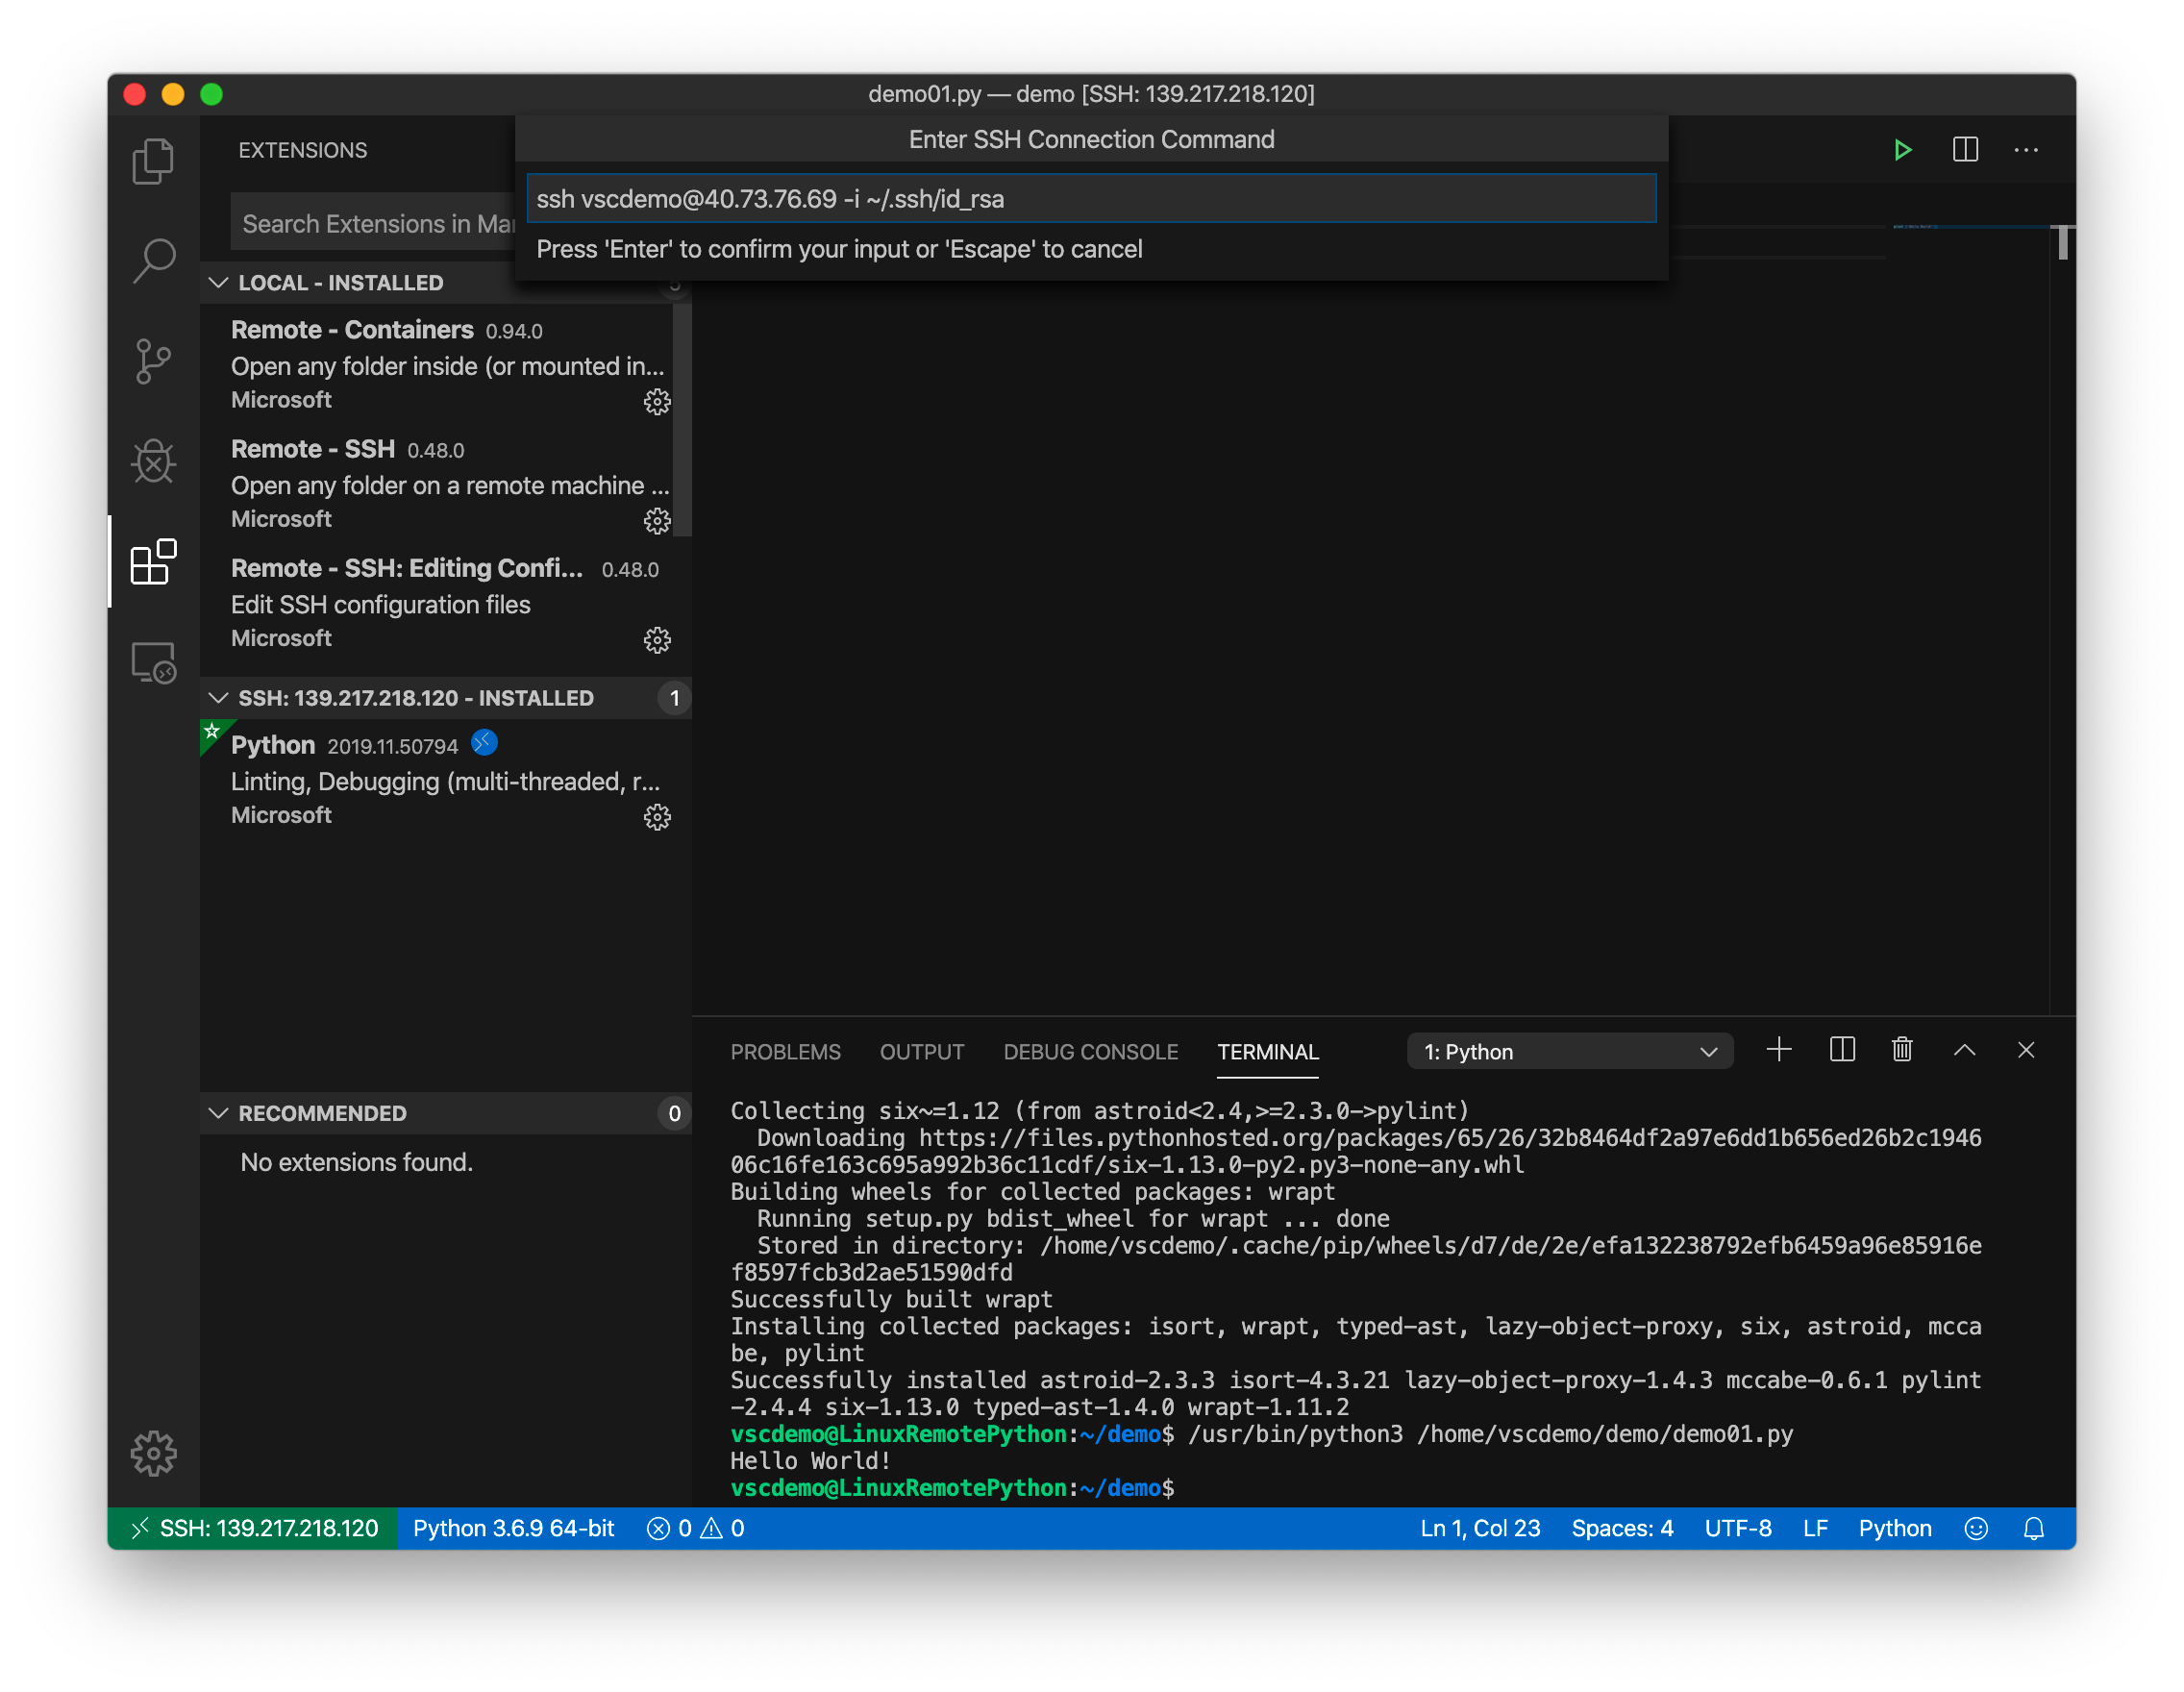 demo01.py — demo [SSH: 139.217.218.120]
Enter SSH Connection Command
ssh vscdemo@40.73.76.69 -i ~/.ssh/id_rsa
Press 'Enter' to confirm your input or 'Escape' to cancel
EXTENSIONS
Search Extensions in Mar
LOCAL - INSTALLED
Remote - Containers 0.94.0
Open any folder inside (or mounted in...
Microsoft
Remote - SSH 0.48.0
Open any folder on a remote machine ...
Microsoft
Remote - SSH: Editing Confi... 0.48.0
Edit SSH configuration files
Microsoft
SSH: 139.217.218.120 - INSTALLED 1
Python 2019.11.50794
Linting, Debugging (multi-threaded, r...
Microsoft
RECOMMENDED 0
No extensions found.
PROBLEMS OUTPUT DEBUG CONSOLE TERMINAL 1: Python
Collecting six~=1.12 (from astroid<2.4,>=2.3.0->pylint)
Downloading https://files.pythonhosted.org/packages/65/26/32b8464df2a97e6dd1b656ed26b2c1946
06c16fe163c695a992b36c11cdf/six-1.13.0-py2.py3-none-any.whl
Building wheels for collected packages: wrapt
Running setup.py bdist_wheel for wrapt ... done
Stored in directory: /home/vscdemo/.cache/pip/wheels/d7/de/2e/efa132238792efb6459a96e85916e
f8597fcb3d2ae51590dfd
Successfully built wrapt
Installing collected packages: isort, wrapt, typed-ast, lazy-object-proxy, six, astroid, mcca
be, pylint
Successfully installed astroid-2.3.3 isort-4.3.21 lazy-object-proxy-1.4.3 mccabe-0.6.1 pylint
-2.4.4 six-1.13.0 typed-ast-1.4.0 wrapt-1.11.2
vscdemo@LinuxRemotePython:~/demo$ /usr/bin/python3 /home/vscdemo/demo/demo01.py
Hello World!
vscdemo@LinuxRemotePython:~/demo$
SSH: 139.217.218.120 Python 3.6.9 64-bit 0 0 Ln 1, Col 23 Spaces: 4 UTF-8 LF Python